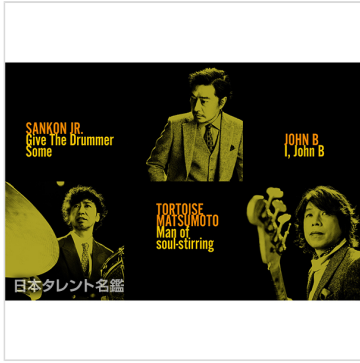 SANKON JR.
Give The Drummer
Some
JOHN B
I, John B
TORTOISE
MATSUMOTO
Man of
soul-stirring
日本タレント名鑑